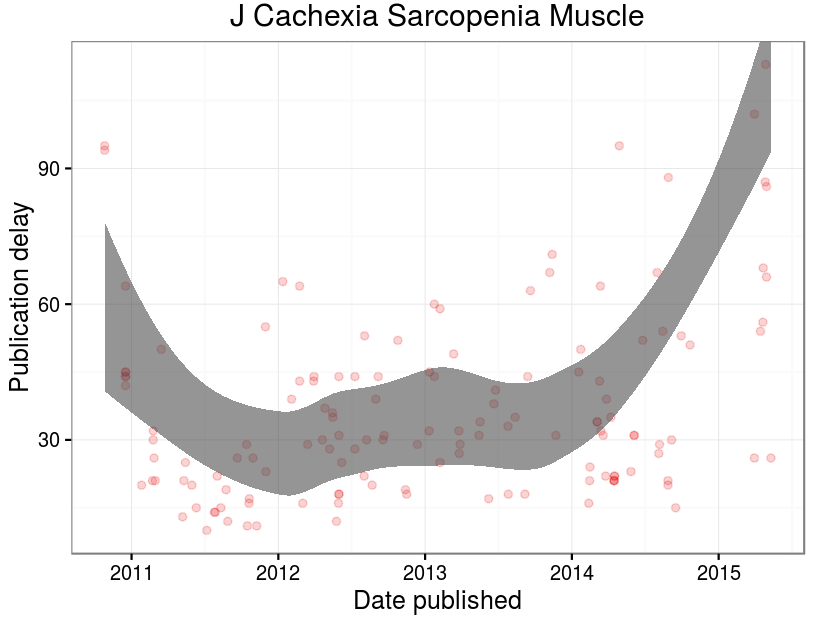 J Cachexia Sarcopenia Muscle
Publication delay
90
60
30
2011 2012 2013 2014 2015
Date published